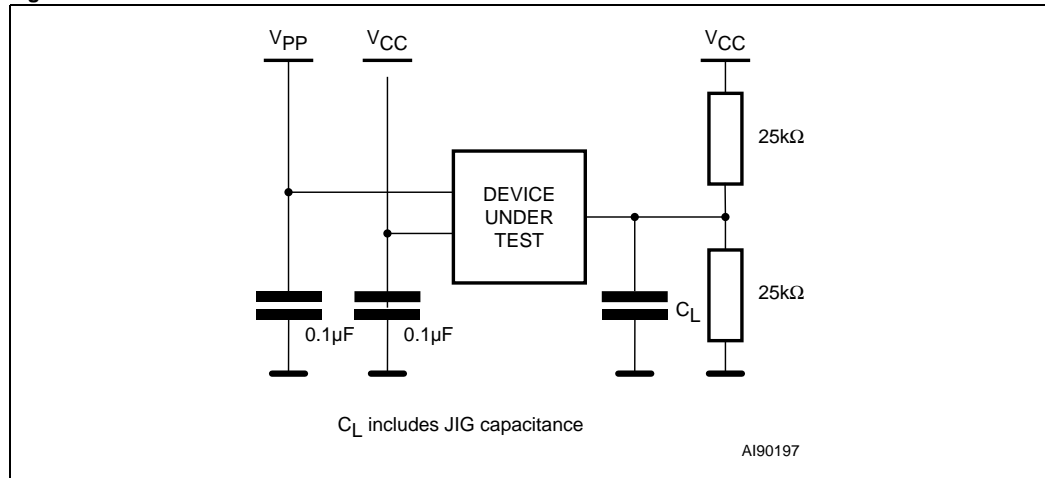 VPP
VCC
VCC
25kΩ
DEVICE
UNDER
TEST
25kΩ
CL
0.1µF
0.1µF
CL includes JIG capacitance
AI90197